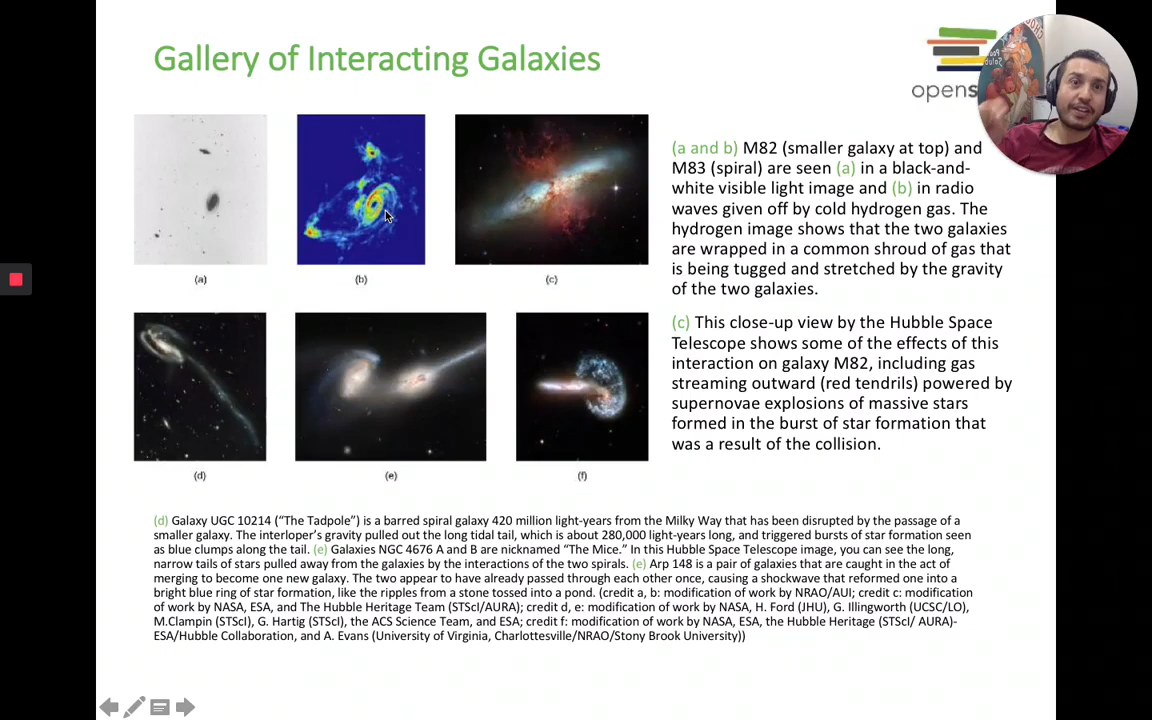 Gallery of Interacting Galaxies
opens
(a and b) M82 (smaller galaxy at top) and
M83 (spiral) are seen (a) in a black-and-
white visible light image and (b) in radio
waves given off by cold hydrogen gas. The
hydrogen image shows that the two galaxies
are wrapped in a common shroud of gas that
is being tugged and stretched by the gravity
of the two galaxies.
(a)
(b)
(c)
(c) This close-up view by the Hubble Space
Telescope shows some of the effects of this
interaction on galaxy M82, including gas
streaming outward (red tendrils) powered by
supernovae explosions of massive stars
formed in the burst of star formation that
was a result of the collision.
(d)
(e)
(f)
(d) Galaxy UGC 10214 (“The Tadpole”) is a barred spiral galaxy 420 million light-years from the Milky Way that has been disrupted by the passage of a
smaller galaxy. The interloper’s gravity pulled out the long tidal tail, which is about 280,000 light-years long, and triggered bursts of star formation seen
as blue clumps along the tail. (e) Galaxies NGC 4676 A and B are nicknamed “The Mice.” In this Hubble Space Telescope image, you can see the long,
narrow tails of stars pulled away from the galaxies by the interactions of the two spirals. (e) Arp 148 is a pair of galaxies that are caught in the act of
merging to become one new galaxy. The two appear to have already passed through each other once, causing a shockwave that reformed one into a
bright blue ring of star formation, like the ripples from a stone tossed into a pond. (credit a, b: modification of work by NRAO/AUI; credit c: modification
of work by NASA, ESA, and The Hubble Heritage Team (STScI/AURA); credit d, e: modification of work by NASA, H. Ford (JHU), G. Illingworth (UCSC/LO),
M.Clampin (STScI), G. Hartig (STScI), the ACS Science Team, and ESA; credit f: modification of work by NASA, ESA, the Hubble Heritage (STScI/ AURA)-
ESA/Hubble Collaboration, and A. Evans (University of Virginia, Charlottesville/NRAO/Stony Brook University))